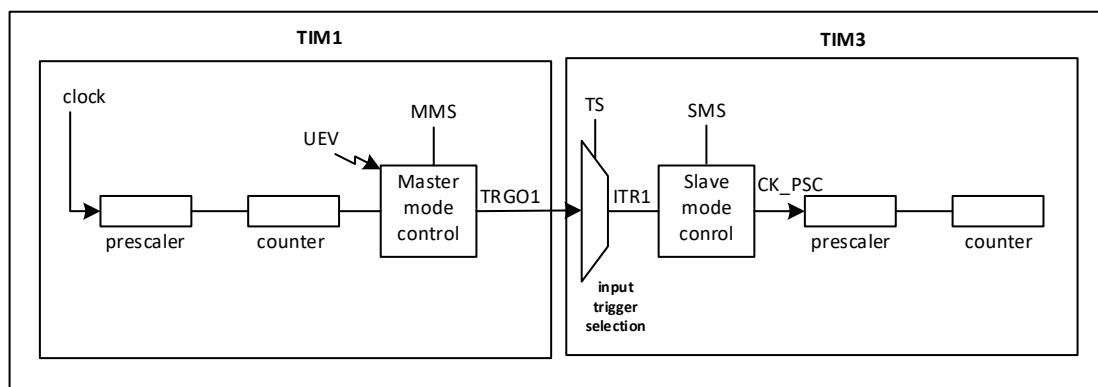 TIM1
TIM3
clock
UEV
MMS
TS
SMS
Master
mode
control
TRGO1
ITR1
Slave
mode
conrol
CK_PSC
prescaler
counter
prescaler
counter
input
trigger
selection